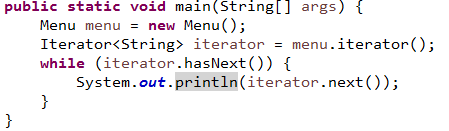 public static void main(String[] args) {
    Menu menu = new Menu();
    Iterator<String> iterator = menu.iterator();
    while (iterator.hasNext()) {
        System.out.println(iterator.next());
    }
}